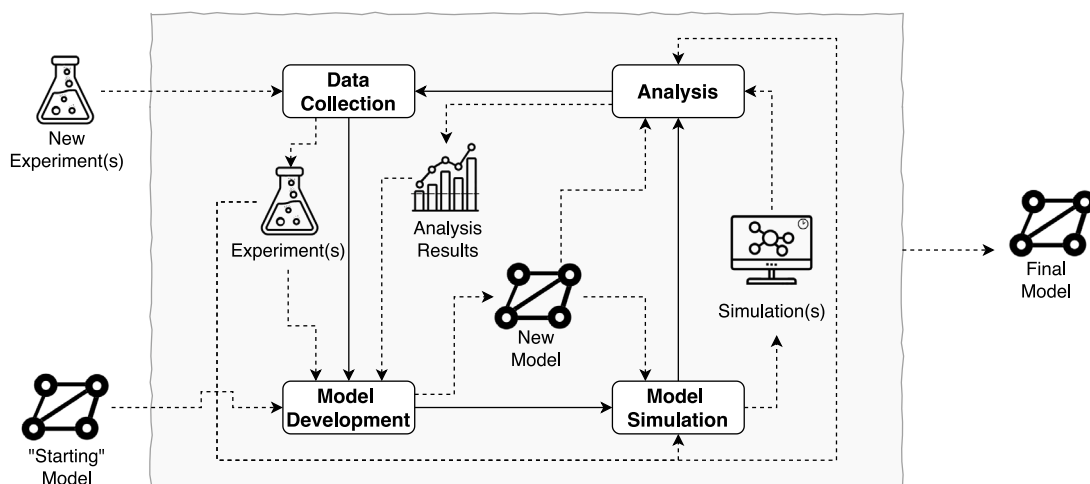 Data
Collection
Analysis
New
Experiment(s)
Experiment(s)
Analysis
Results
Simulation(s)
Final
Model
New
Model
Model
Development
Model
Simulation
"Starting"
Model